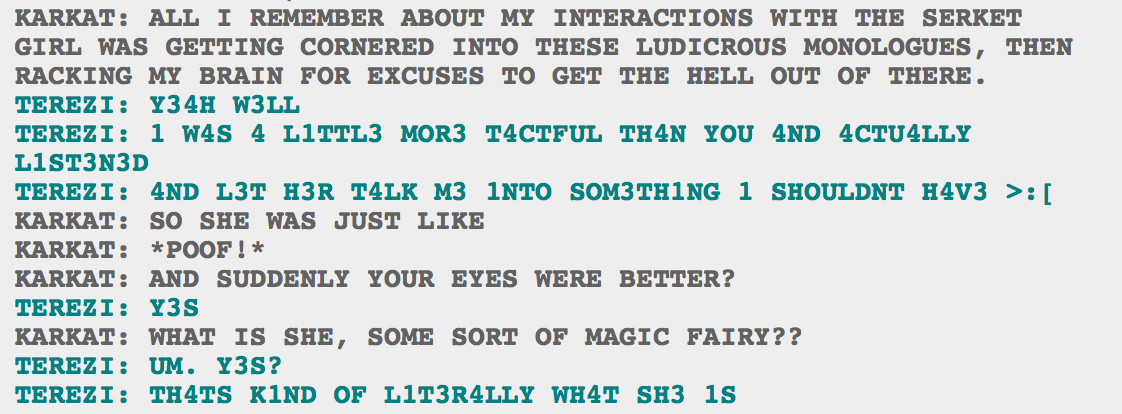 KARKAT: ALL I REMEMBER ABOUT MY INTERACTIONS WITH THE SERKET
GIRL WAS GETTING CORNERED INTO THESE LUDICROUS MONOLOGUES, THEN
RACKING MY BRAIN FOR EXCUSES TO GET THE HELL OUT OF THERE.
TEREZI: Y34H W3LL
TEREZI: 1 W4S 4 L1TTL3 MOR3 T4CTFUL TH4N YOU 4ND 4CTU4LLY
L1ST3N3D
TEREZI: 4ND L3T H3R T4LK M3 1NTO SOM3TH1NG 1 SHOULDNT H4V3 >:[
KARKAT: SO SHE WAS JUST LIKE
KARKAT: *POOF!*
KARKAT: AND SUDDENLY YOUR EYES WERE BETTER?
TEREZI: Y3S
KARKAT: WHAT IS SHE, SOME SORT OF MAGIC FAIRY??
TEREZI: UM. Y3S?
TEREZI: TH4TS K1ND OF L1T3R4LLY WH4T SH3 1S